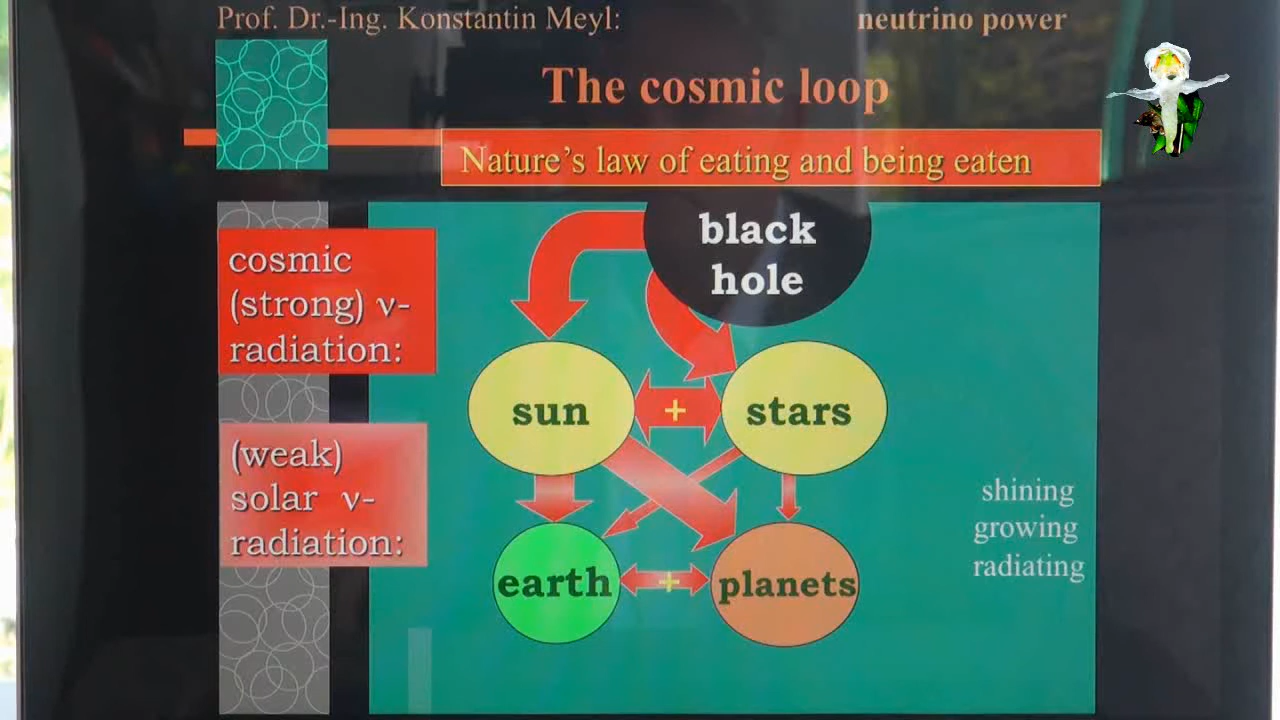 Prof. Dr.-Ing. Konstantin Meyl:
neutrino power
The cosmic loop
Nature's law of eating and being eaten
cosmic
(strong) ν-
radiation:
black
hole
sun
+
stars
(weak)
solar ν-
radiation:
shining
growing
radiating
earth
+
planets